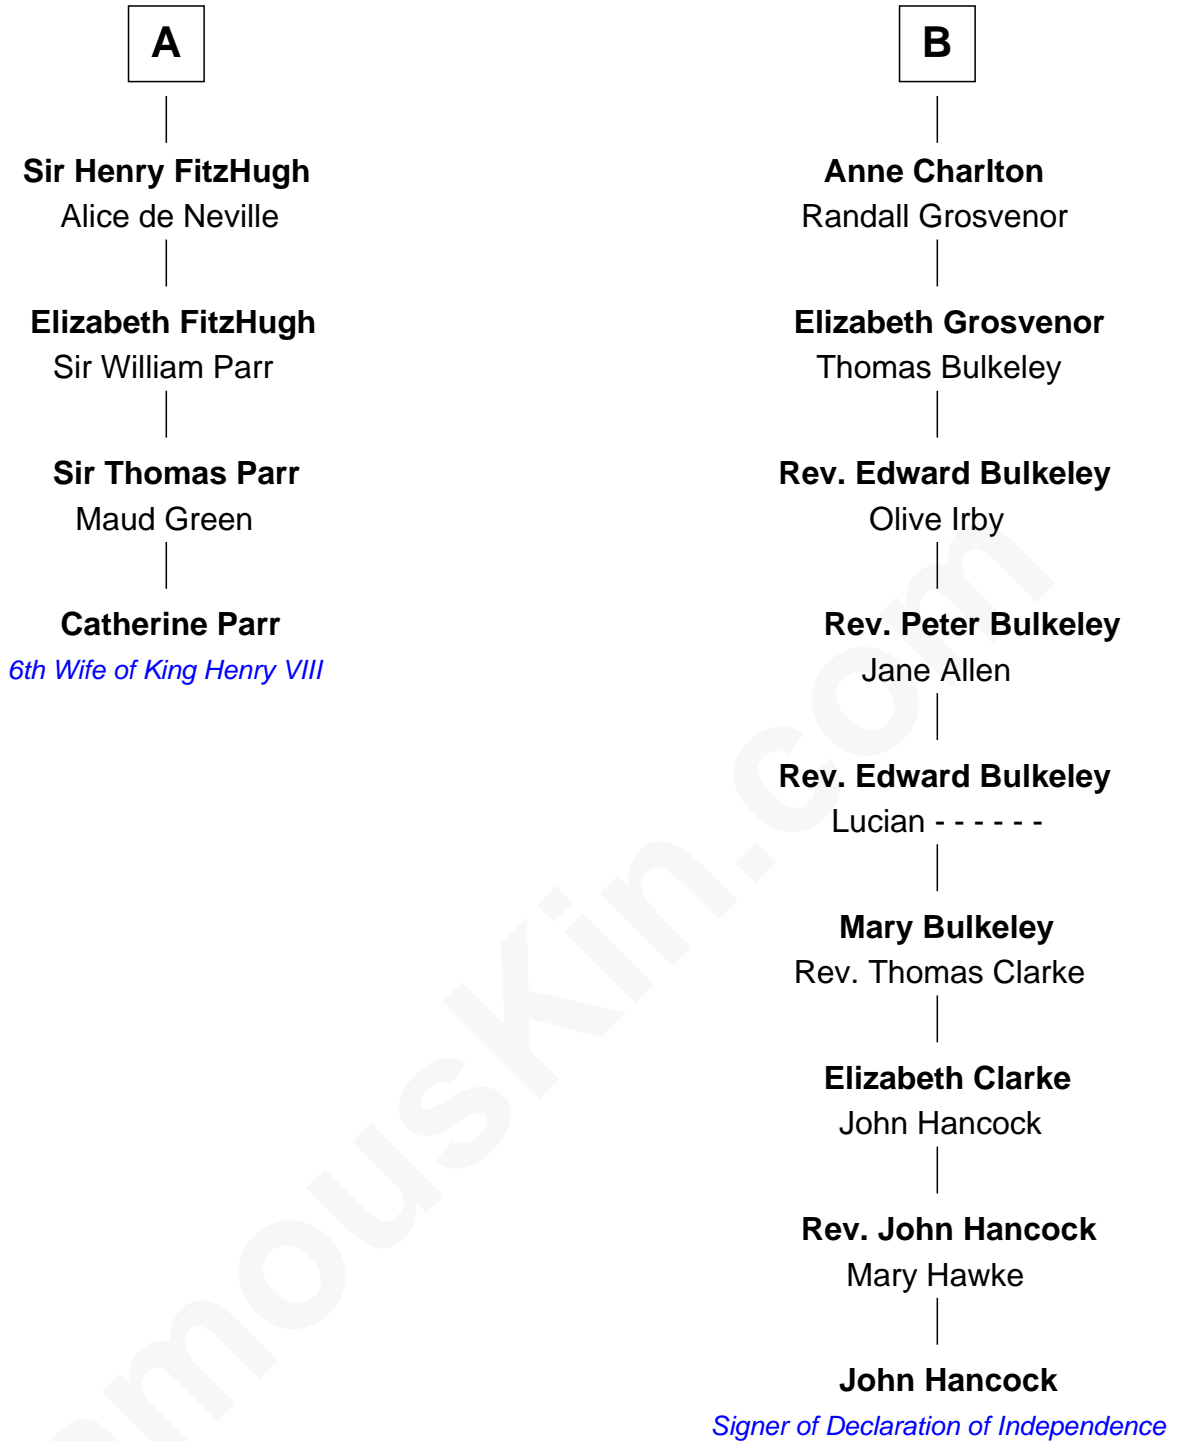 A
Sir Henry FitzHugh
Alice de Neville
Elizabeth FitzHugh
Sir William Parr
Sir Thomas Parr
Maud Green
Catherine Parr
6th Wife of King Henry VIII
B
Anne Charlton
Randall Grosvenor
Elizabeth Grosvenor
Thomas Bulkeley
Rev. Edward Bulkeley
Olive Irby
Rev. Peter Bulkeley
Jane Allen
Rev. Edward Bulkeley
Lucian - - - - - -
Mary Bulkeley
Rev. Thomas Clarke
Elizabeth Clarke
John Hancock
Rev. John Hancock
Mary Hawke
John Hancock
Signer of Declaration of Independence
amouskin.com